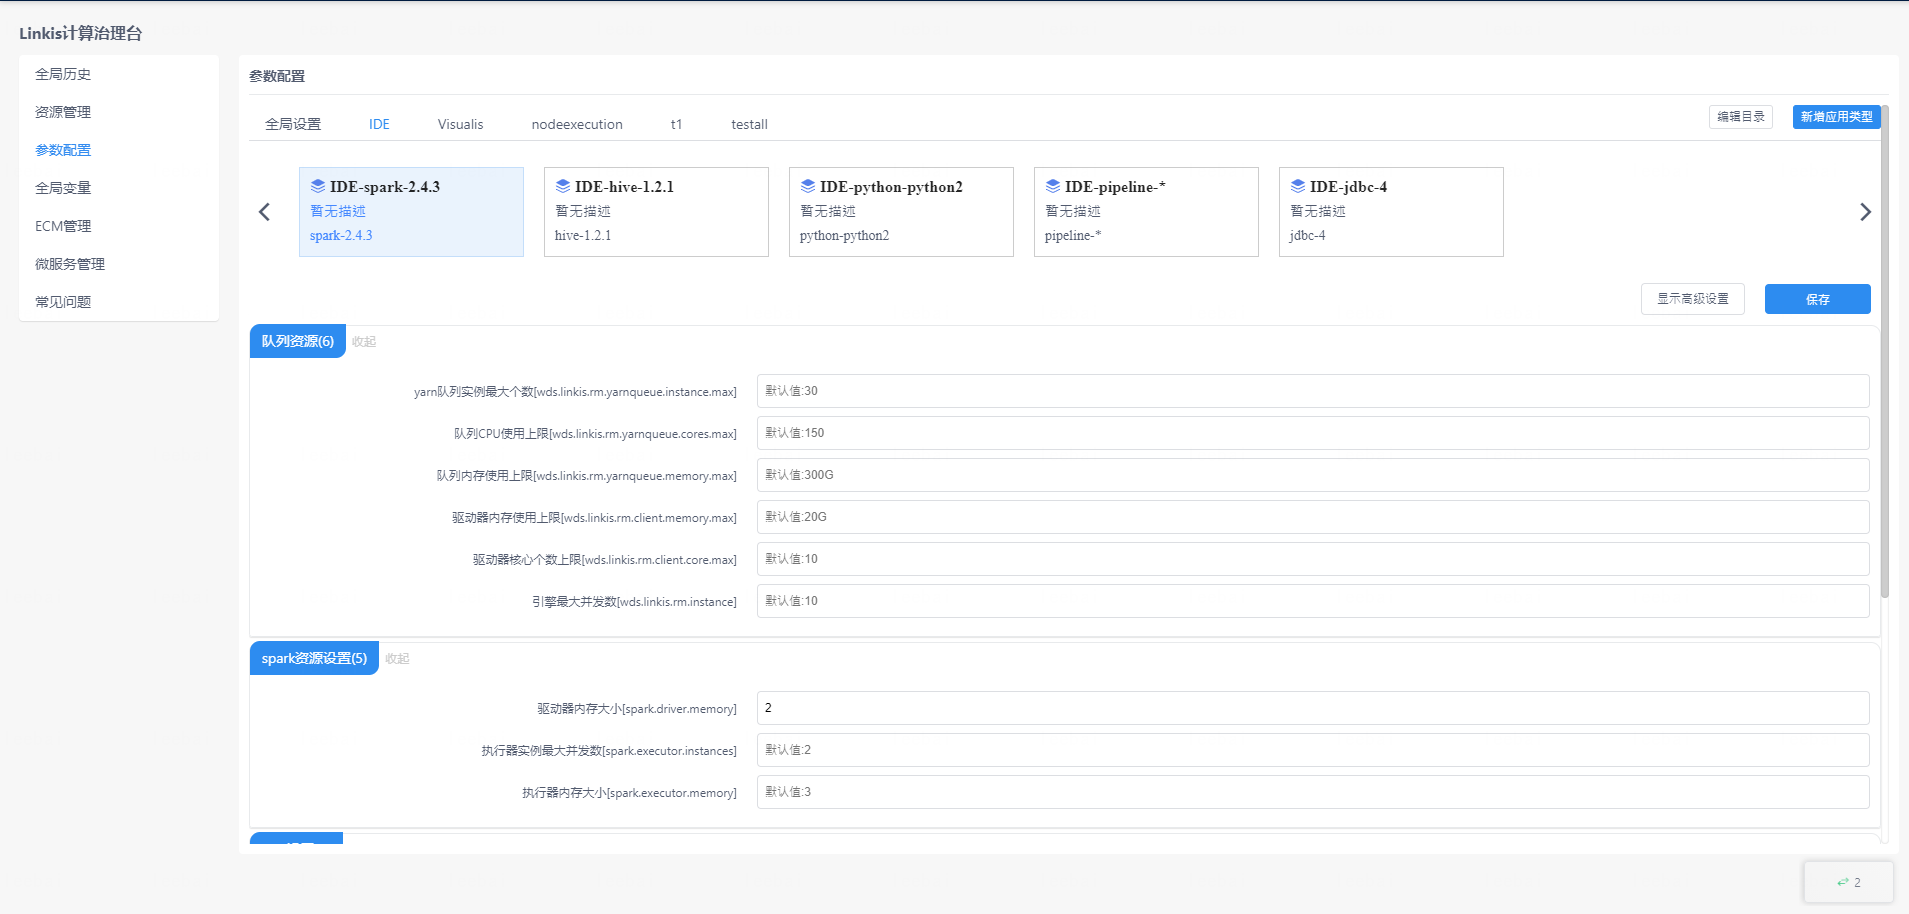 Linkis计算治理台
全局历史
资源管理
参数配置
全局变量
ECM管理
微服务管理
常见问题
参数配置
全局设置 IDE Visualis nodeexecution t1 testall 编辑目录 新增应用类型
IDE-spark-2.4.3
暂无描述
spark-2.4.3
IDE-hive-1.2.1
暂无描述
hive-1.2.1
IDE-python-python2
暂无描述
python-python2
IDE-pipeline-*
暂无描述
pipeline-*
IDE-jdbc-4
暂无描述
jdbc-4
显示高级设置 保存
队列资源(6) 收起
yarn队列实例最大个数[wds.linkis.rm.yarnqueue.instance.max] 默认值:30
队列CPU使用上限[wds.linkis.rm.yarnqueue.cores.max] 默认值:150
队列内存使用上限[wds.linkis.rm.yarnqueue.memory.max] 默认值:300G
驱动器内存使用上限[wds.linkis.rm.client.memory.max] 默认值:20G
驱动器核心个数上限[wds.linkis.rm.client.core.max] 默认值:10
引擎最大并发数[wds.linkis.rm.instance] 默认值:10
spark资源设置(5) 收起
驱动器内存大小[spark.driver.memory] 2
执行器实例最大并发数[spark.executor.instances] 默认值:2
执行器内存大小[spark.executor.memory] 默认值:3
2